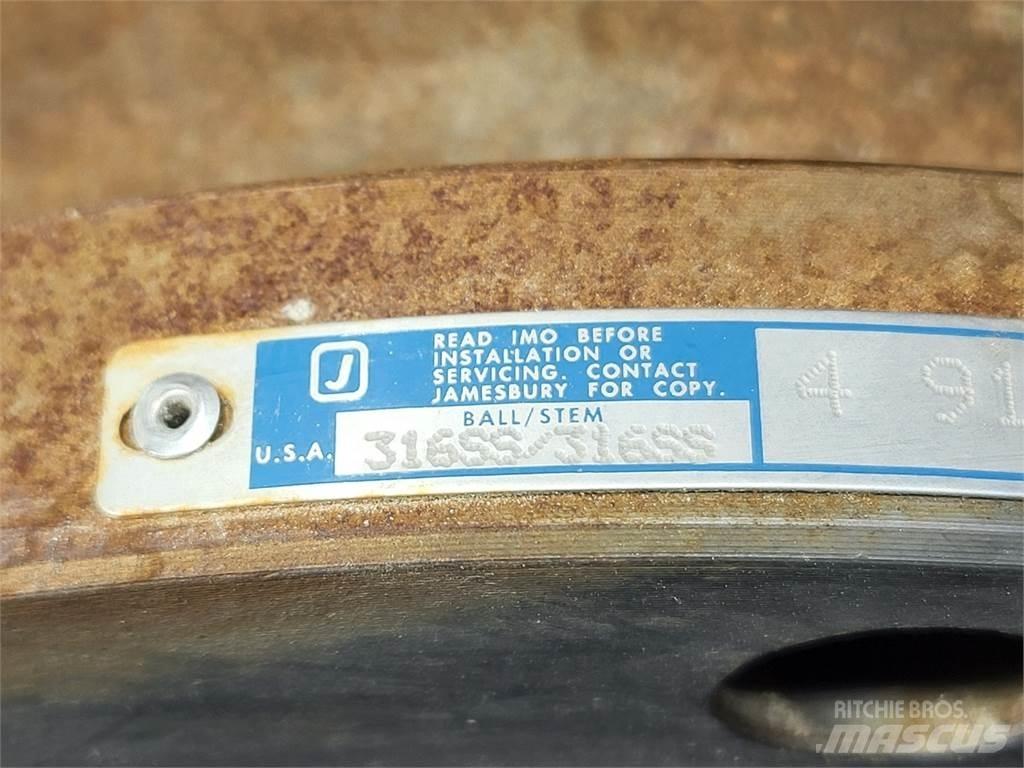 J
READ IMO BEFORE
INSTALLATION OR
SERVICING. CONTACT
JAMESBURY FOR COPY.
BALL/STEM
U.S.A. 316SS/316SS
4 91
RITCHIE BROS.
MASCUS